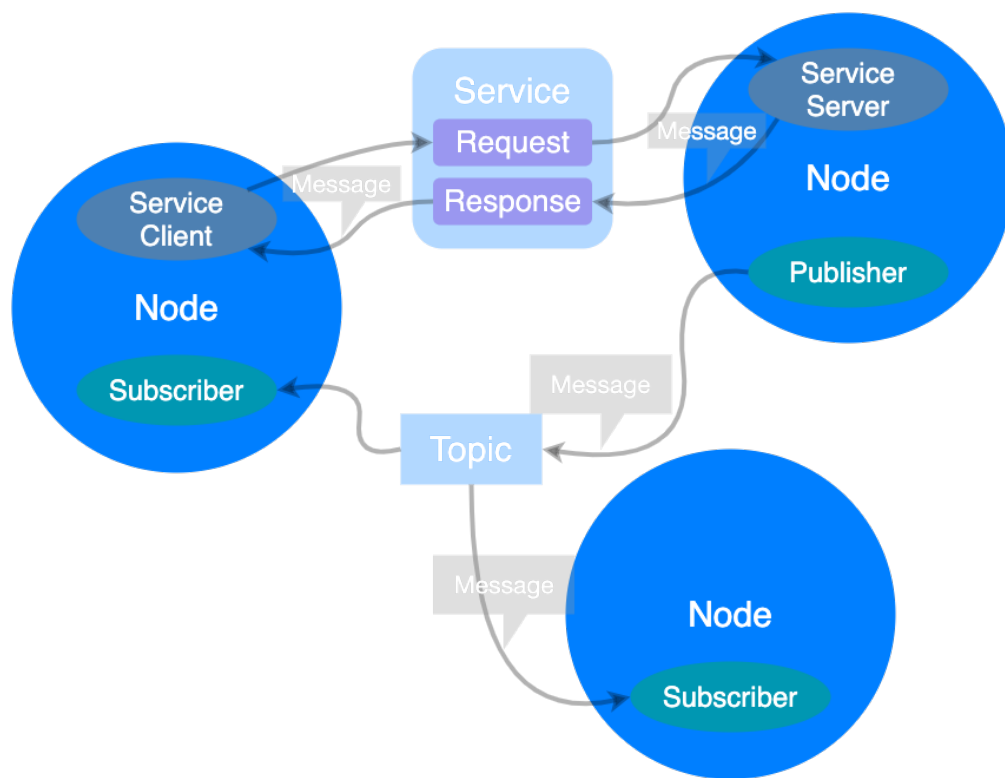 Service
Request
Response
Service
Server
Message
Node
Publisher
Message
Service
Client
Node
Subscriber
Message
Topic
Message
Node
Subscriber